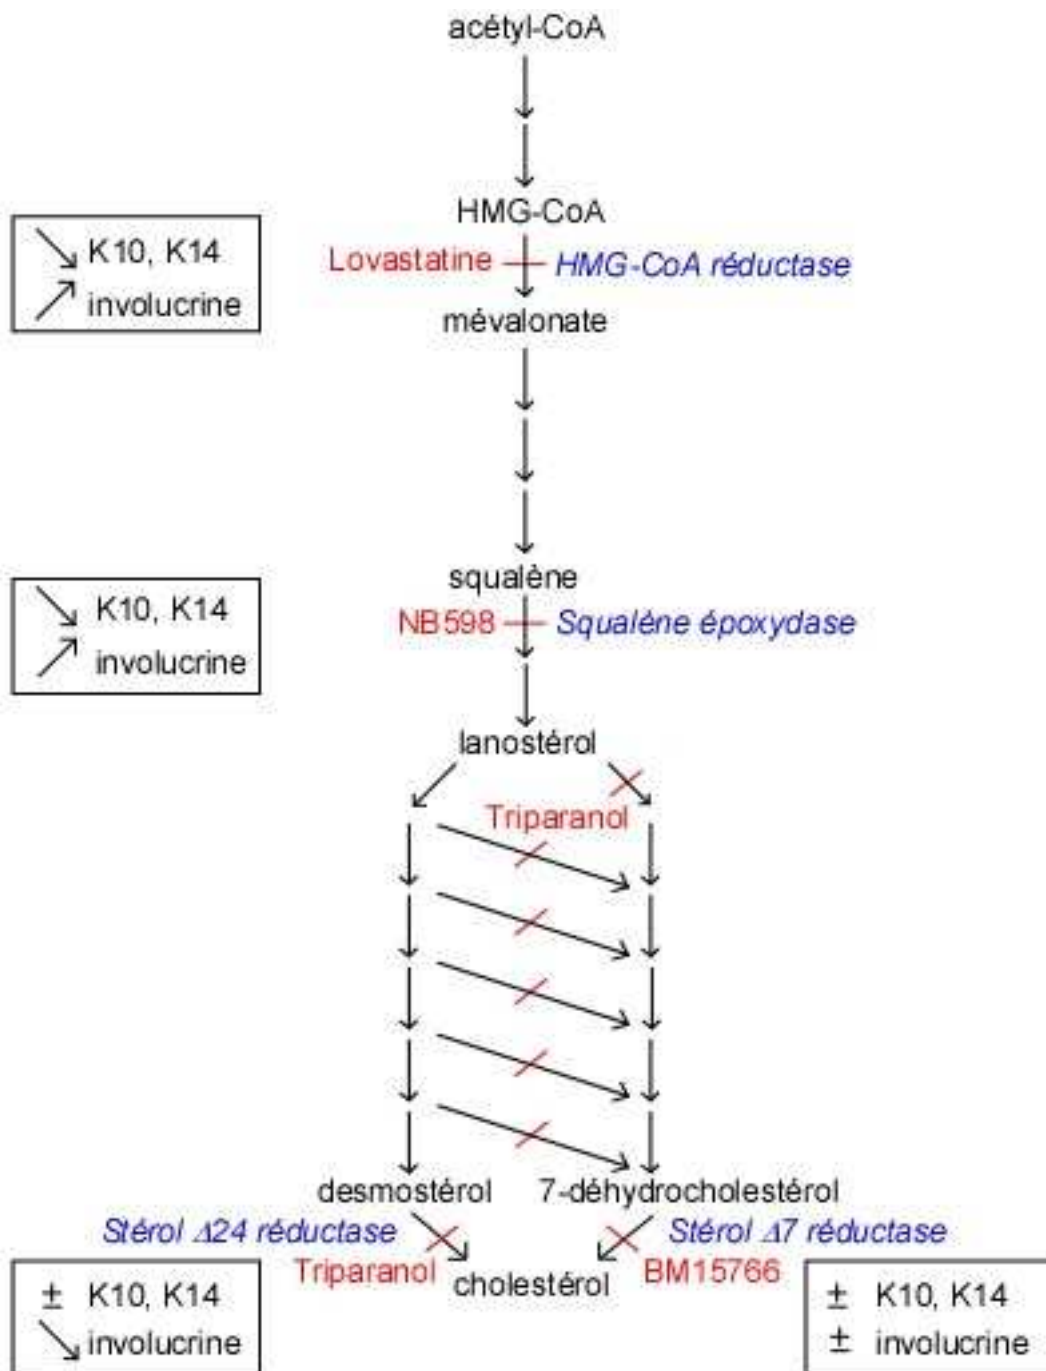 acétyl-CoA
HMG-CoA
K10, K14
involucrine
Lovastatine
HMG-CoA réductase
mévalonate
squalène
K10, K14
involucrine
NB598
Squalène époxydase
lanostérol
Triparanol
desmostérol
7-déhydrocholestérol
Stérol Δ24 réductase
Stérol Δ7 réductase
Triparanol
cholestérol
BM15766
± K10, K14
involucrine
± K10, K14
± involucrine